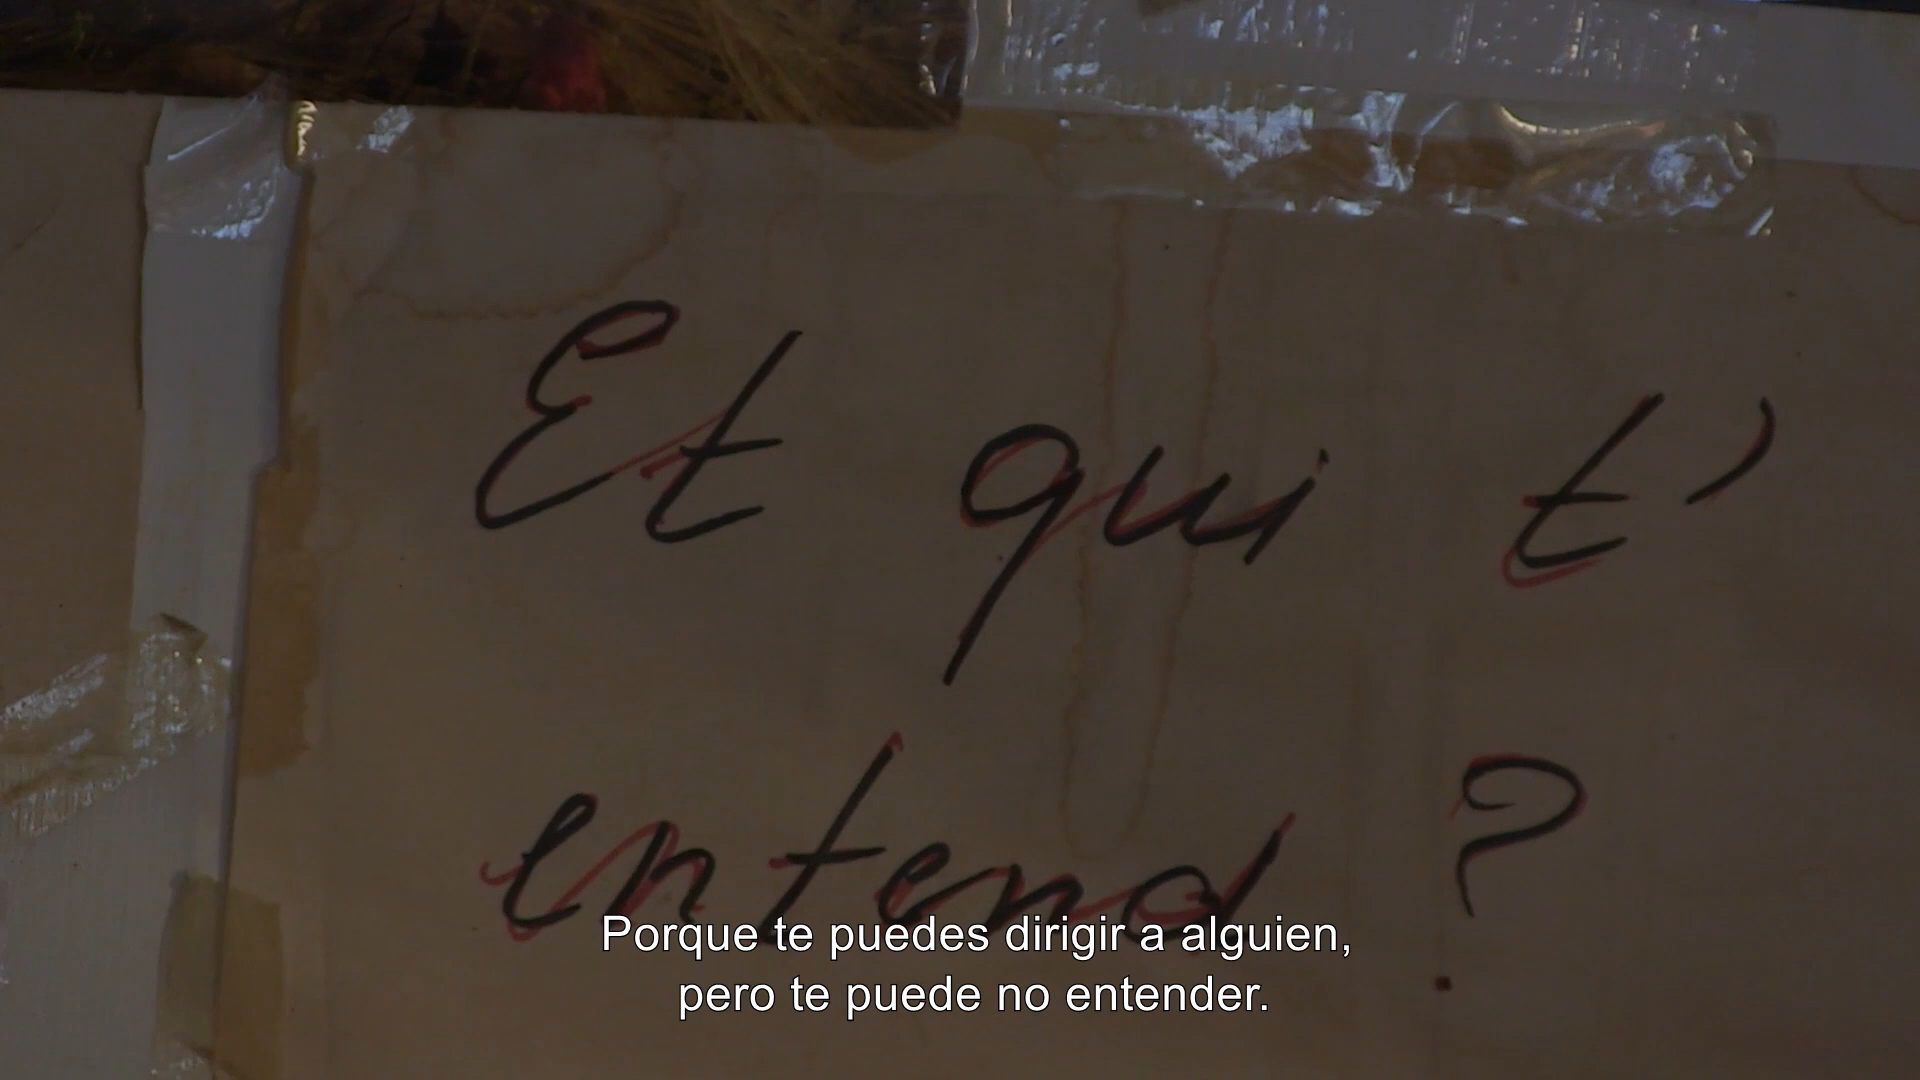 Et qui t'
entend ?
Porque te puedes dirigir a alguien,
pero te puede no entender.